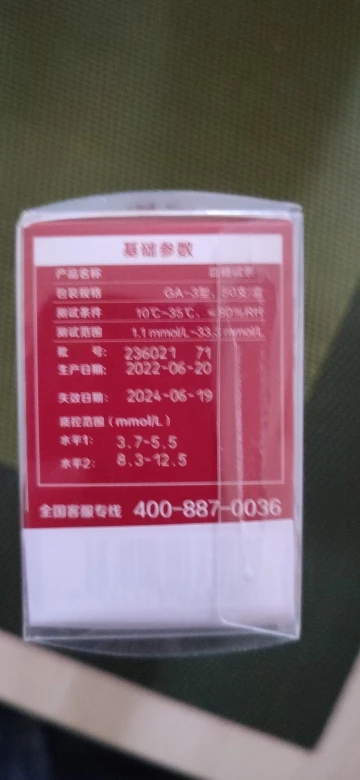 基础参数
产品名称 血糖试条
包装规格 GA-3型，50支/盒
测试条件 10℃-35℃，≤80%RH
测试范围 1.1 mmol/L-33.3 mmol/L
批 号: 236021 71
生产日期: 2022-06-20
失效日期: 2024-06-19
质控范围（mmol/L）
水平1: 3.7-5.5
水平2: 8.3-12.5
全国客服专线 400-887-0036